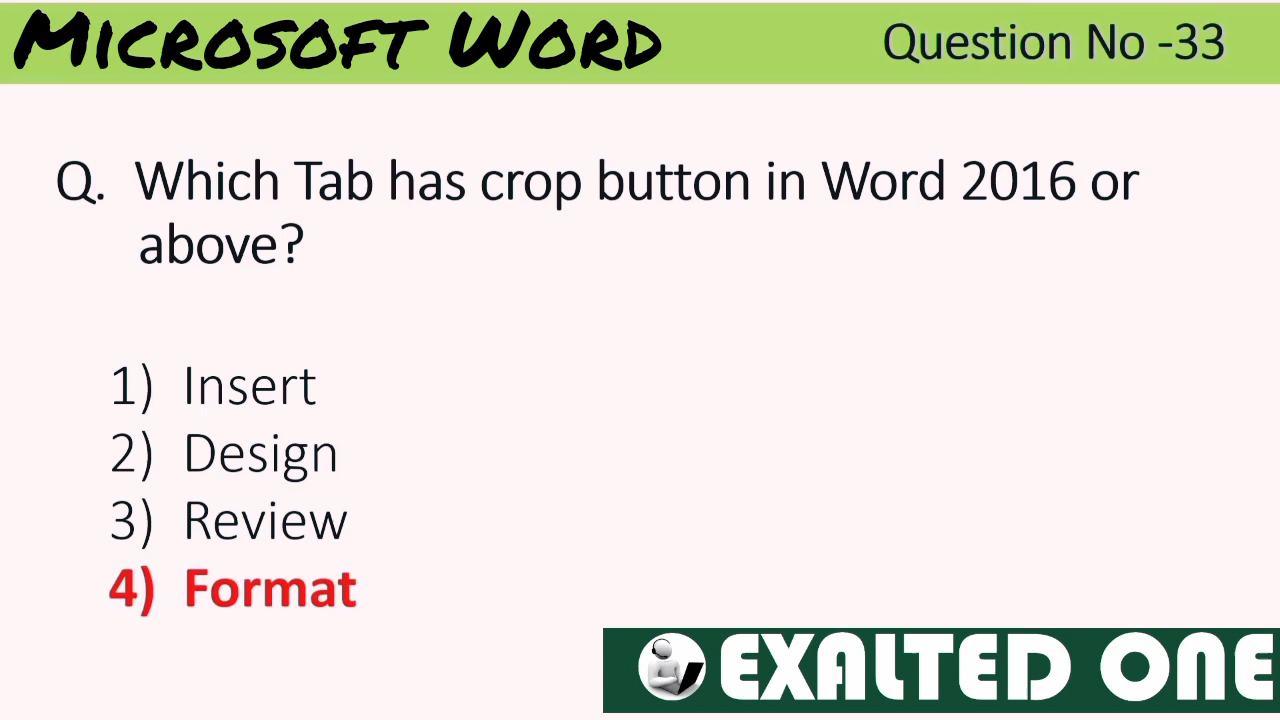 Microsoft Word
Question No -33
Q. Which Tab has crop button in Word 2016 or
above?
1) Insert
2) Design
3) Review
4) Format
EXALTED ONE